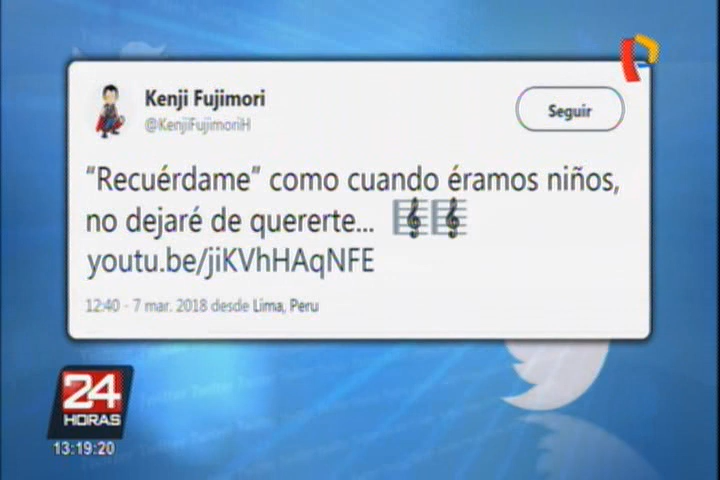 Kenji Fujimori
@KenjiFujimoriH
Seguir
“Recuérdame” como cuando éramos niños,
no dejaré de quererte... 🎼🎼
youtu.be/jiKVhHAqNFE
12:40 - 7 mar. 2018 desde Lima, Peru
24
HORAS
13:19:20